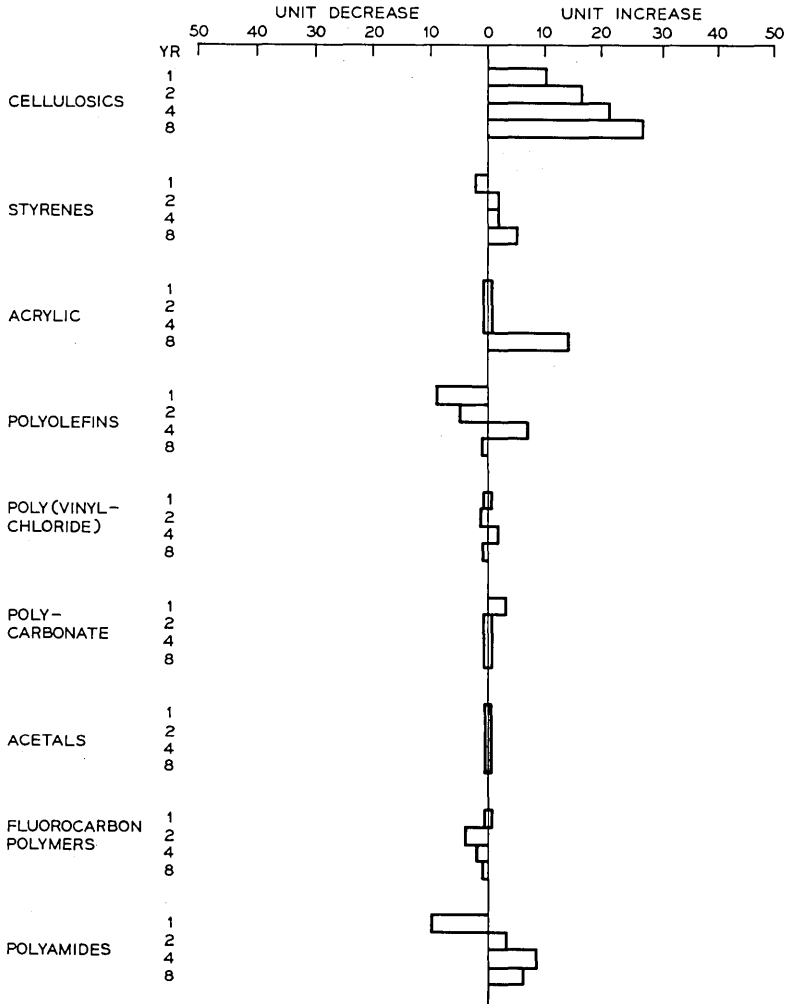 UNIT DECREASE UNIT INCREASE
YR 50 40 30 20 10 0 10 20 30 40 50
CELLULOSICS
1
2
4
8
STYRENES
1
2
4
8
ACRYLIC
1
2
4
8
POLYOLEFINS
1
2
4
8
POLY(VINYL-
CHLORIDE)
1
2
4
8
POLY-
CARBONATE
1
2
4
8
ACETALS
1
2
4
8
FLUOROCARBON
POLYMERS
1
2
4
8
POLYAMIDES
1
2
4
8